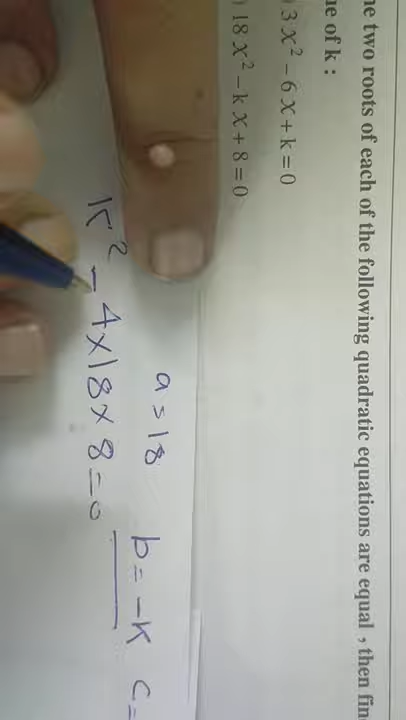 the two roots of each of the following quadratic equations are equal , then fin
ue of k :
3 x² – 6 x + k = 0
) 18 x² – k x + 8 = 0
a = 18 b = -k c =
k² - 4×18×8 = 0